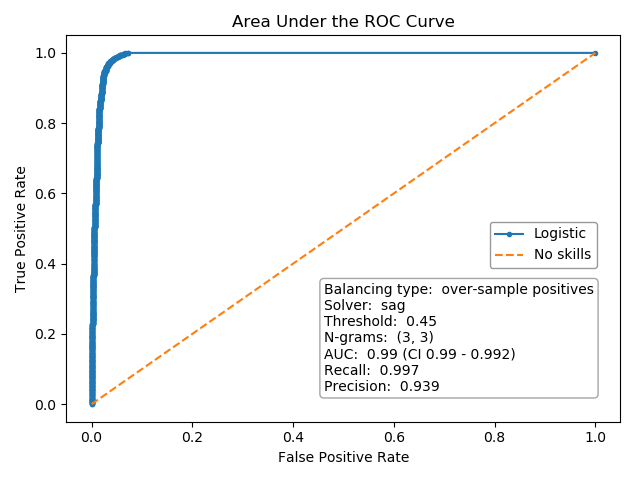 Area Under the ROC Curve
True Positive Rate
1.0
0.8
0.6
0.4
0.2
0.0
Logistic
No skills
Balancing type:  over-sample positives
Solver:  sag
Threshold:  0.45
N-grams:  (3, 3)
AUC:  0.99 (CI 0.99 - 0.992)
Recall:  0.997
Precision:  0.939
0.0 0.2 0.4 0.6 0.8 1.0
False Positive Rate